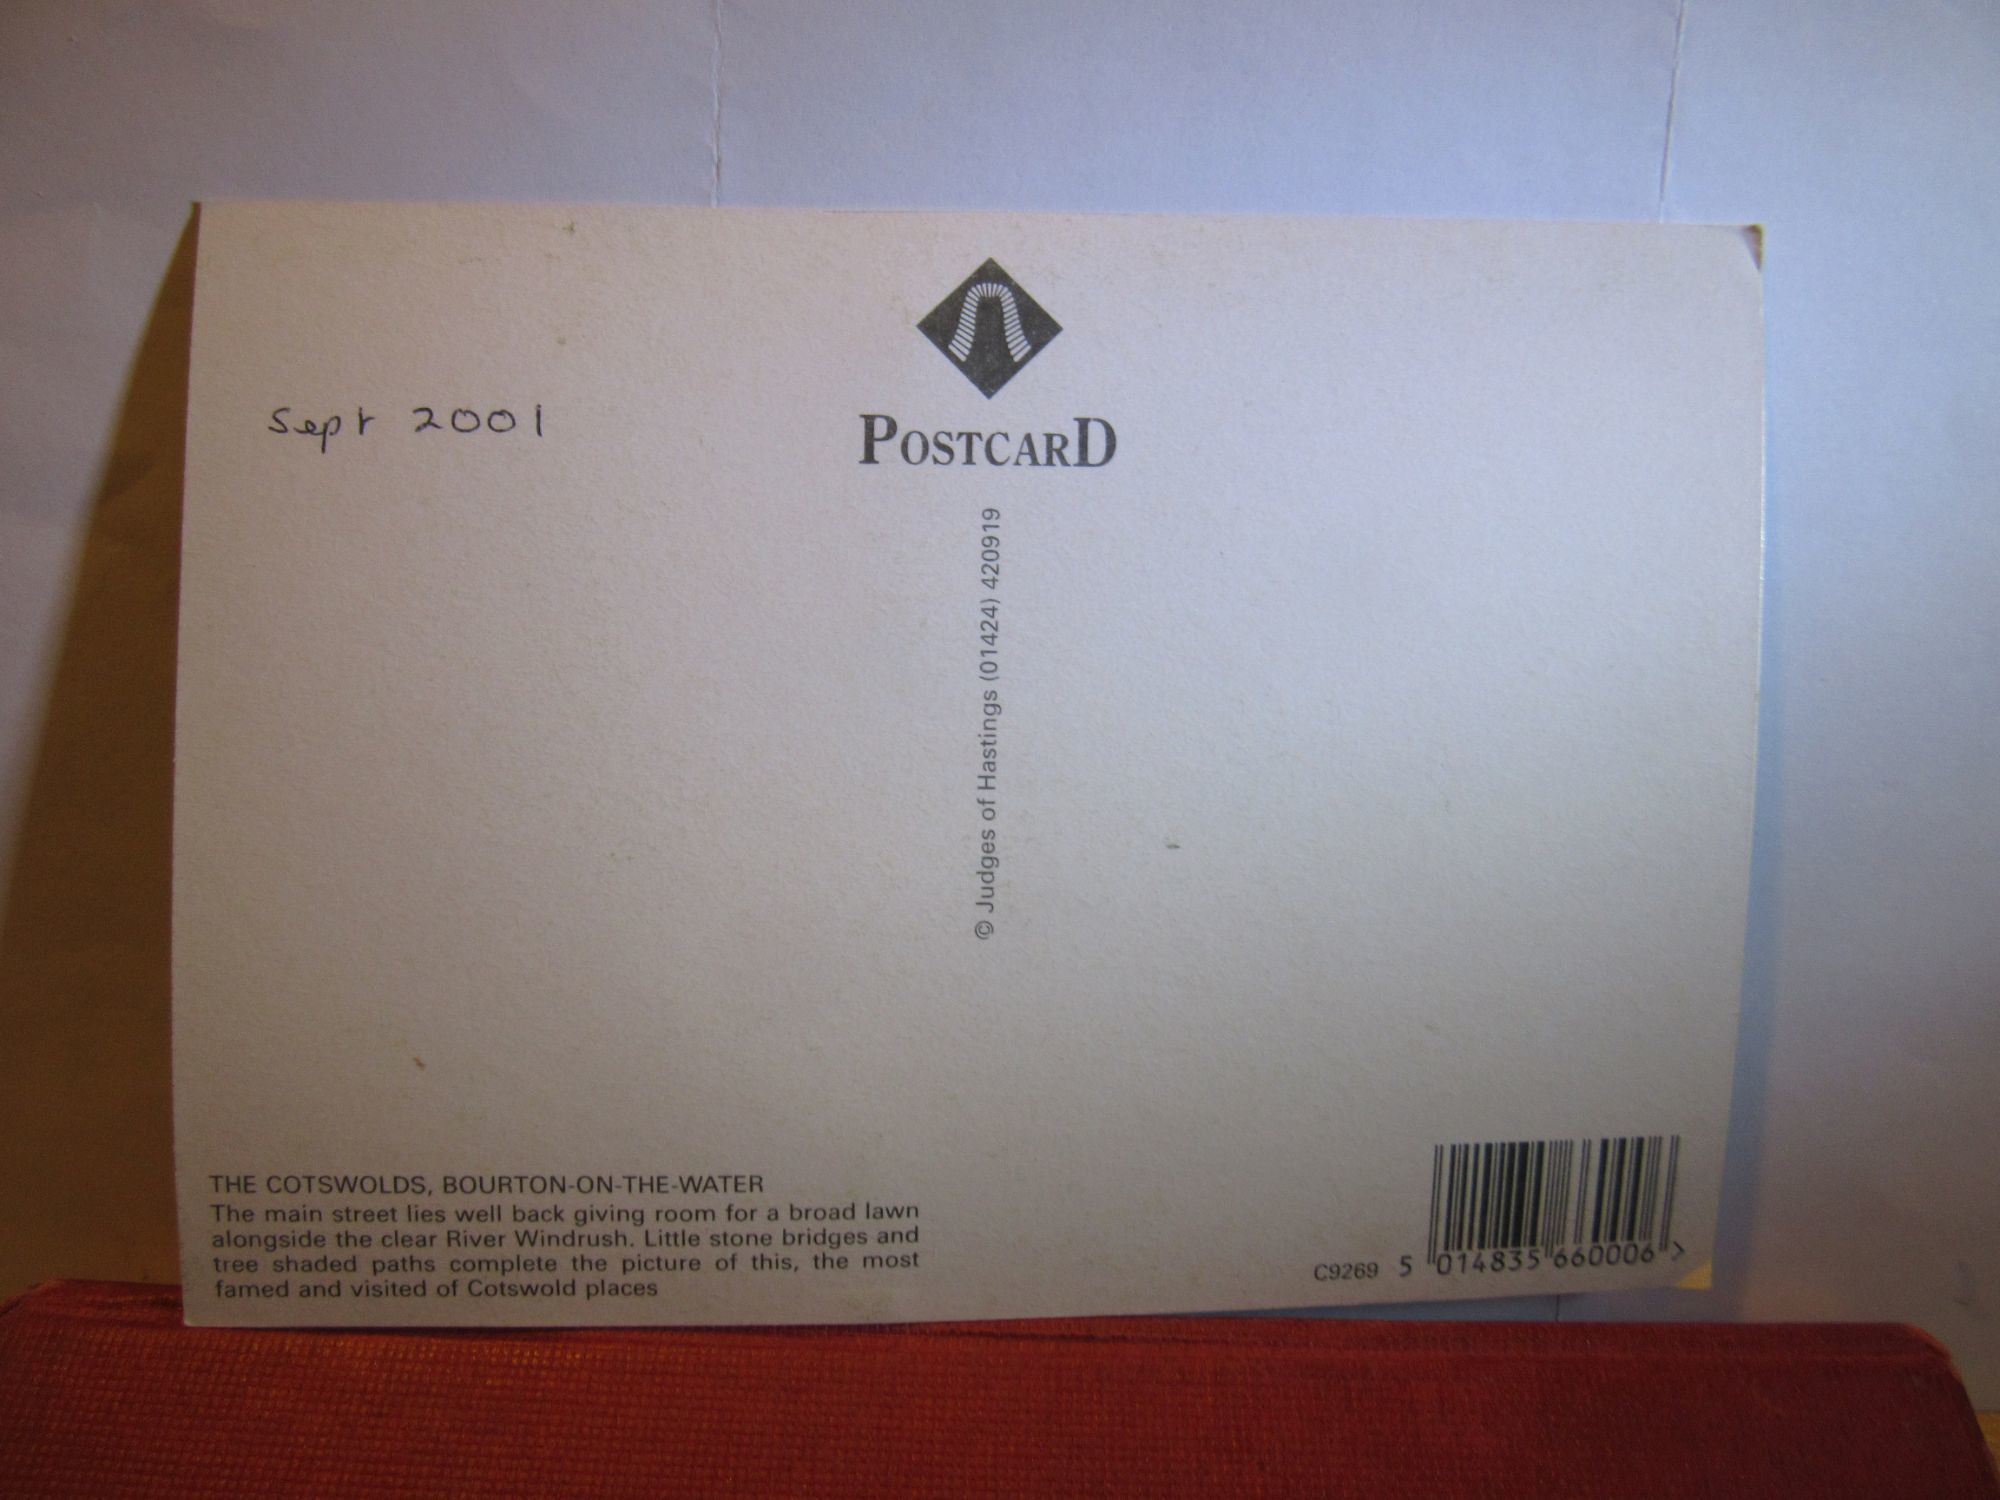 Sept 2001
POSTCARD
© Judges of Hastings (01424) 420919
THE COTSWOLDS, BOURTON-ON-THE-WATER
The main street lies well back giving room for a broad lawn
alongside the clear River Windrush. Little stone bridges and
tree shaded paths complete the picture of this, the most
famed and visited of Cotswold places
C9269 5 014835 660006 >